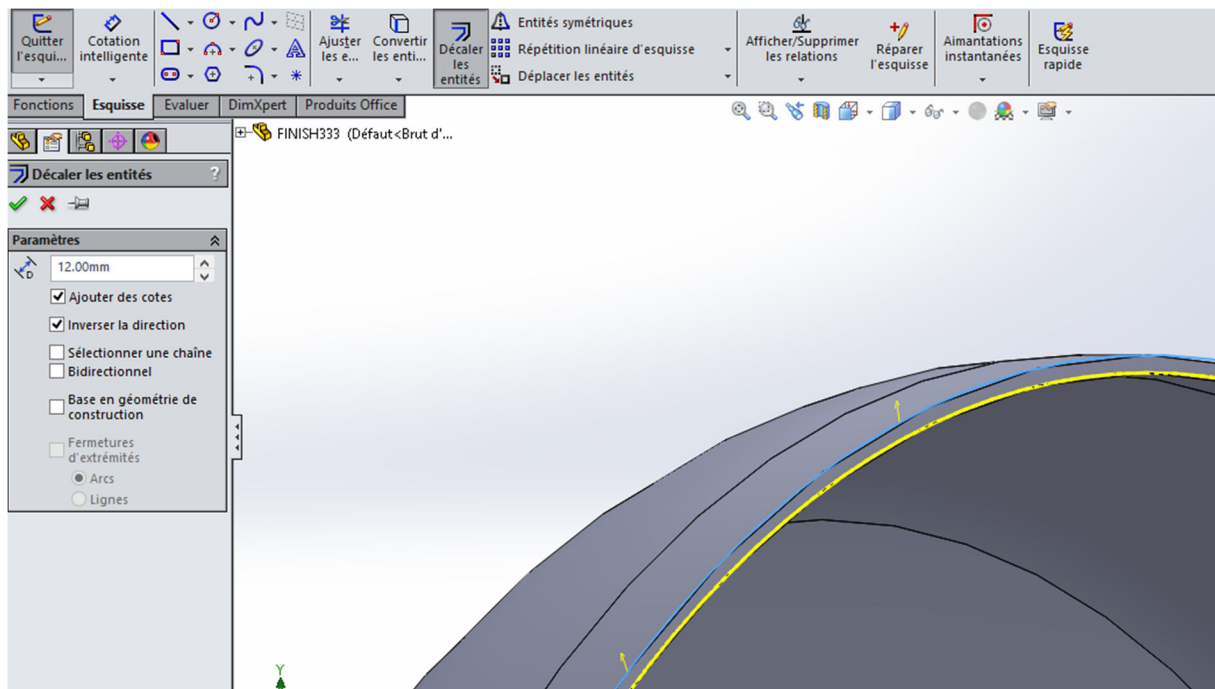 Quitter
l'esqui...
Cotation
intelligente
Ajuster
les e...
Convertir
les enti...
Décaler
les
entités
Entités symétriques
Répétition linéaire d'esquisse
Déplacer les entités
Afficher/Supprimer
les relations
Réparer
l'esquisse
Aimantations
instantanées
Esquisse
rapide
Fonctions Esquisse Evaluer DimXpert Produits Office
FINISH333 (Défaut<Brut d'...
Décaler les entités ?
Paramètres
D 12.00mm
Ajouter des cotes
Inverser la direction
Sélectionner une chaîne
Bidirectionnel
Base en géométrie de
construction
Fermetures
d'extrémités
Arcs
Lignes
Y